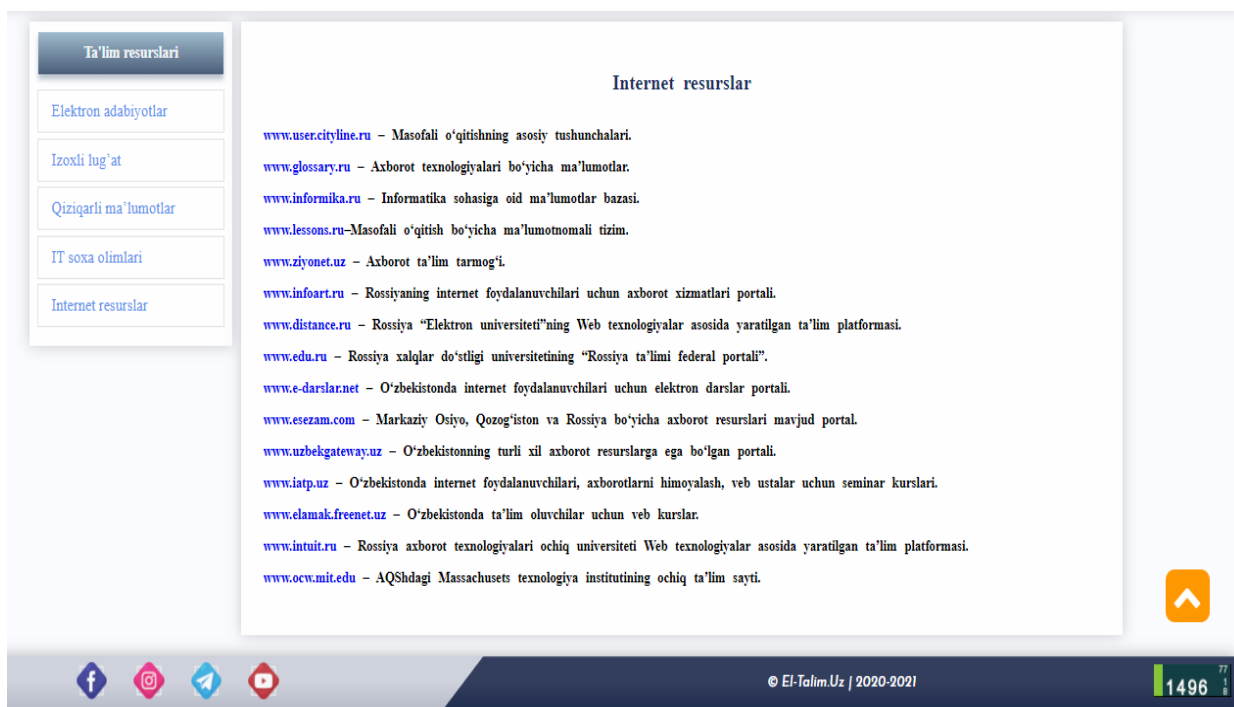 Ta'lim resurslari
Elektron adabiyotlar
Izoxli lug’at
Qiziqarli ma’lumotlar
IT soxa olimlari
Internet resurslar
Internet resurslar
www.user.cityline.ru – Masofali o‘qitishning asosiy tushunchalari.
www.glossary.ru – Axborot texnologiyalari bo‘yicha ma’lumotlar.
www.informika.ru – Informatika sohasiga oid ma’lumotlar bazasi.
www.lessons.ru–Masofali o‘qitish bo‘yicha ma’lumotnomali tizim.
www.ziyonet.uz – Axborot ta’lim tarmog‘i.
www.infoart.ru – Rossiyaning internet foydalanuvchilari uchun axborot xizmatlari portali.
www.distance.ru – Rossiya “Elektron universiteti”ning Web texnologiyalar asosida yaratilgan ta’lim platformasi.
www.edu.ru – Rossiya xalqlar do‘stligi universitetining “Rossiya ta’limi federal portali”.
www.e-darslar.net – O‘zbekistonda internet foydalanuvchilari uchun elektron darslar portali.
www.esezam.com – Markaziy Osiyo, Qozog‘iston va Rossiya bo‘yicha axborot resurslari mavjud portal.
www.uzbekgateway.uz – O‘zbekistonning turli xil axborot resurslarga ega bo‘lgan portali.
www.iatp.uz – O‘zbekistonda internet foydalanuvchilari, axborotlarni himoyalash, veb ustalar uchun seminar kurslari.
www.elamak.freenet.uz – O‘zbekistonda ta’lim oluvchilar uchun veb kurslar.
www.intuit.ru – Rossiya axborot texnologiyalari ochiq universiteti Web texnologiyalar asosida yaratilgan ta’lim platformasi.
www.ocw.mit.edu – AQShdagi Massachusets texnologiya institutining ochiq ta’lim sayti.
© El-Talim.Uz | 2020-2021
1496
77
1
8